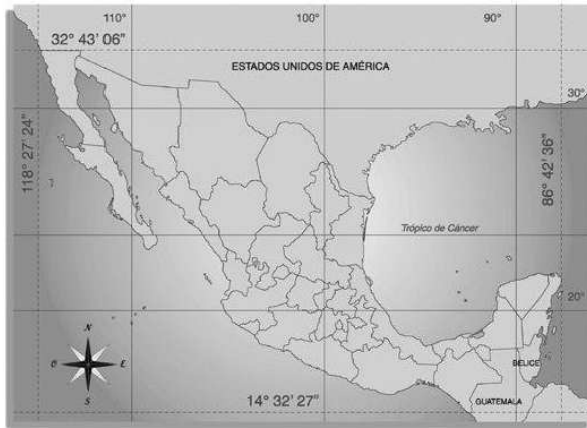 110°
100°
90°
32° 43' 06"
ESTADOS UNIDOS DE AMÉRICA
30°
118° 27' 24"
86° 42' 36"
Trópico de Cáncer
20°
N
O
E
S
BELICE
14° 32' 27"
GUATEMALA